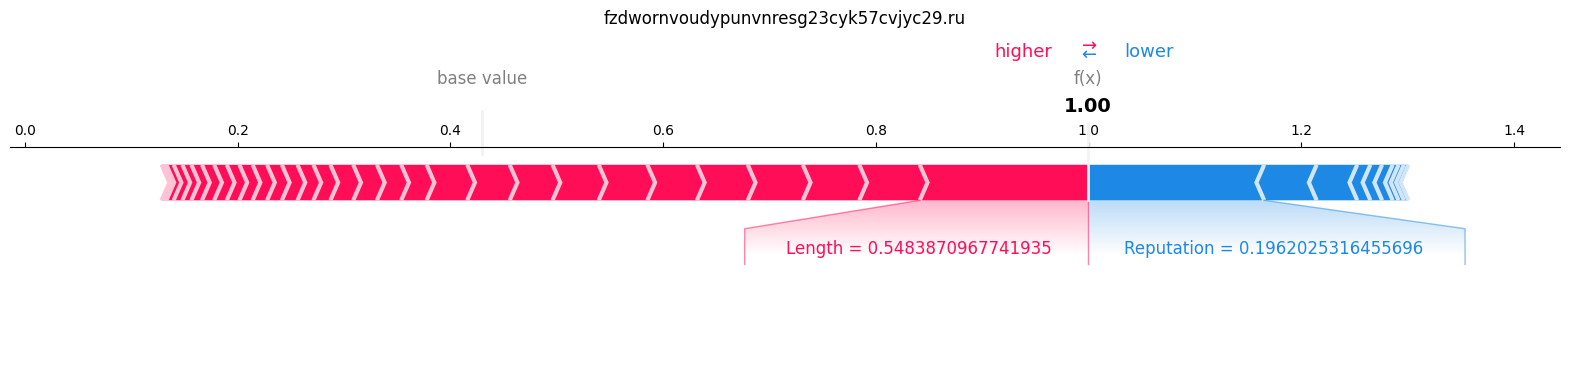 fzdwornvoudypunvnresg23cyk57cvjyc29.ru
higher ⇄ lower
base value f(x)
1.00
0.0 0.2 0.4 0.6 0.8 1.0 1.2 1.4
Length = 0.5483870967741935 Reputation = 0.1962025316455696